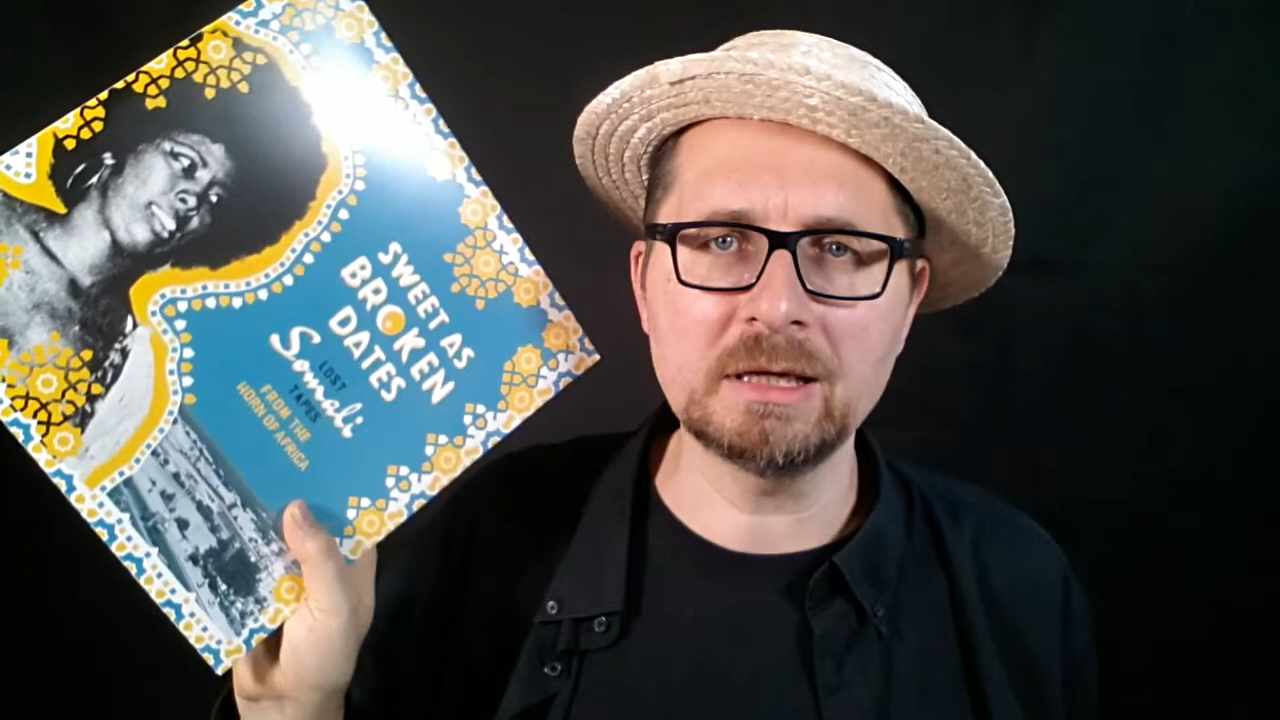 SWEET AS
BROKEN
DATES
LOST
Somali
TAPES
FROM THE
HORN OF AFRICA